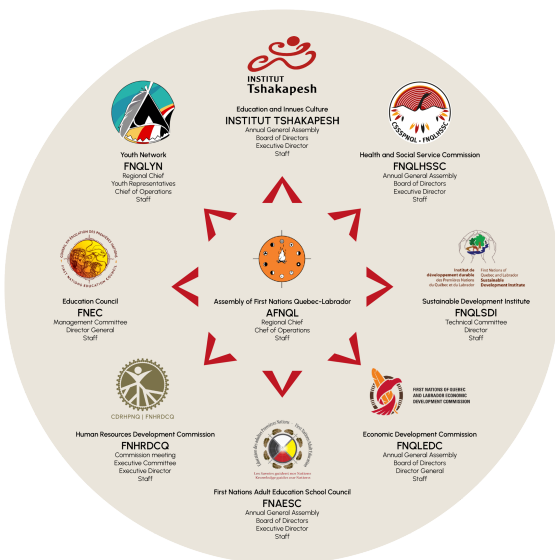 INSTITUT
Tshakapesh
Education and Innues Culture
INSTITUT TSHAKAPESH
Annual General Assembly
Board of Directors
Executive Director
Staff
Youth Network
FNQLYN
Regional Chief
Youth Representatives
Chief of Operations
Staff
CSSSPNQL - FNQLHSSC
Health and Social Service Commission
FNQLHSSC
Annual General Assembly
Board of Directors
Executive Director
Staff
FIRST NATIONS EDUCATION COUNCIL
Education Council
FNEC
Management Committee
Director General
Staff
Assembly of First Nations Quebec-Labrador
AFNQL
Regional Chief
Chef of Operations
Staff
Institut de
développement durable
des Premières Nations
du Québec et du Labrador
First Nations of
Quebec and Labrador
Sustainable
Development Institute
Sustainable Development Institute
FNQLSDI
Technical Committee
Director
Staff
CDRHPNQ | FNHRDCQ
Human Resources Development Commission
FNHRDCQ
Commission meeting
Executive Committee
Executive Director
Staff
FIRST NATIONS OF QUEBEC
AND LABRADOR ECONOMIC
DEVELOPMENT COMMISSION
Economic Development Commission
FNQLEDC
Annual General Assembly
Board of Directors
Director General
Staff
First Nations Adult Education School Council
FNAESC
Annual General Assembly
Board of Directors
Executive Director
Staff